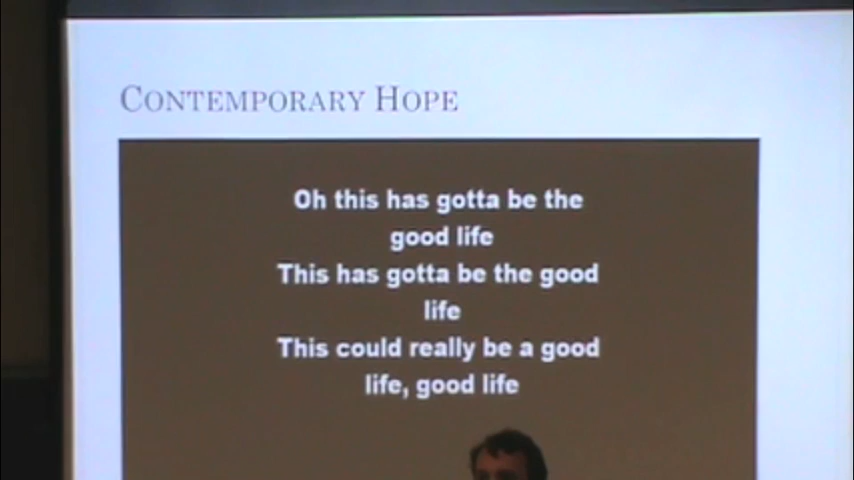 CONTEMPORARY HOPE
Oh this has gotta be the
good life
This has gotta be the good
life
This could really be a good
life, good life